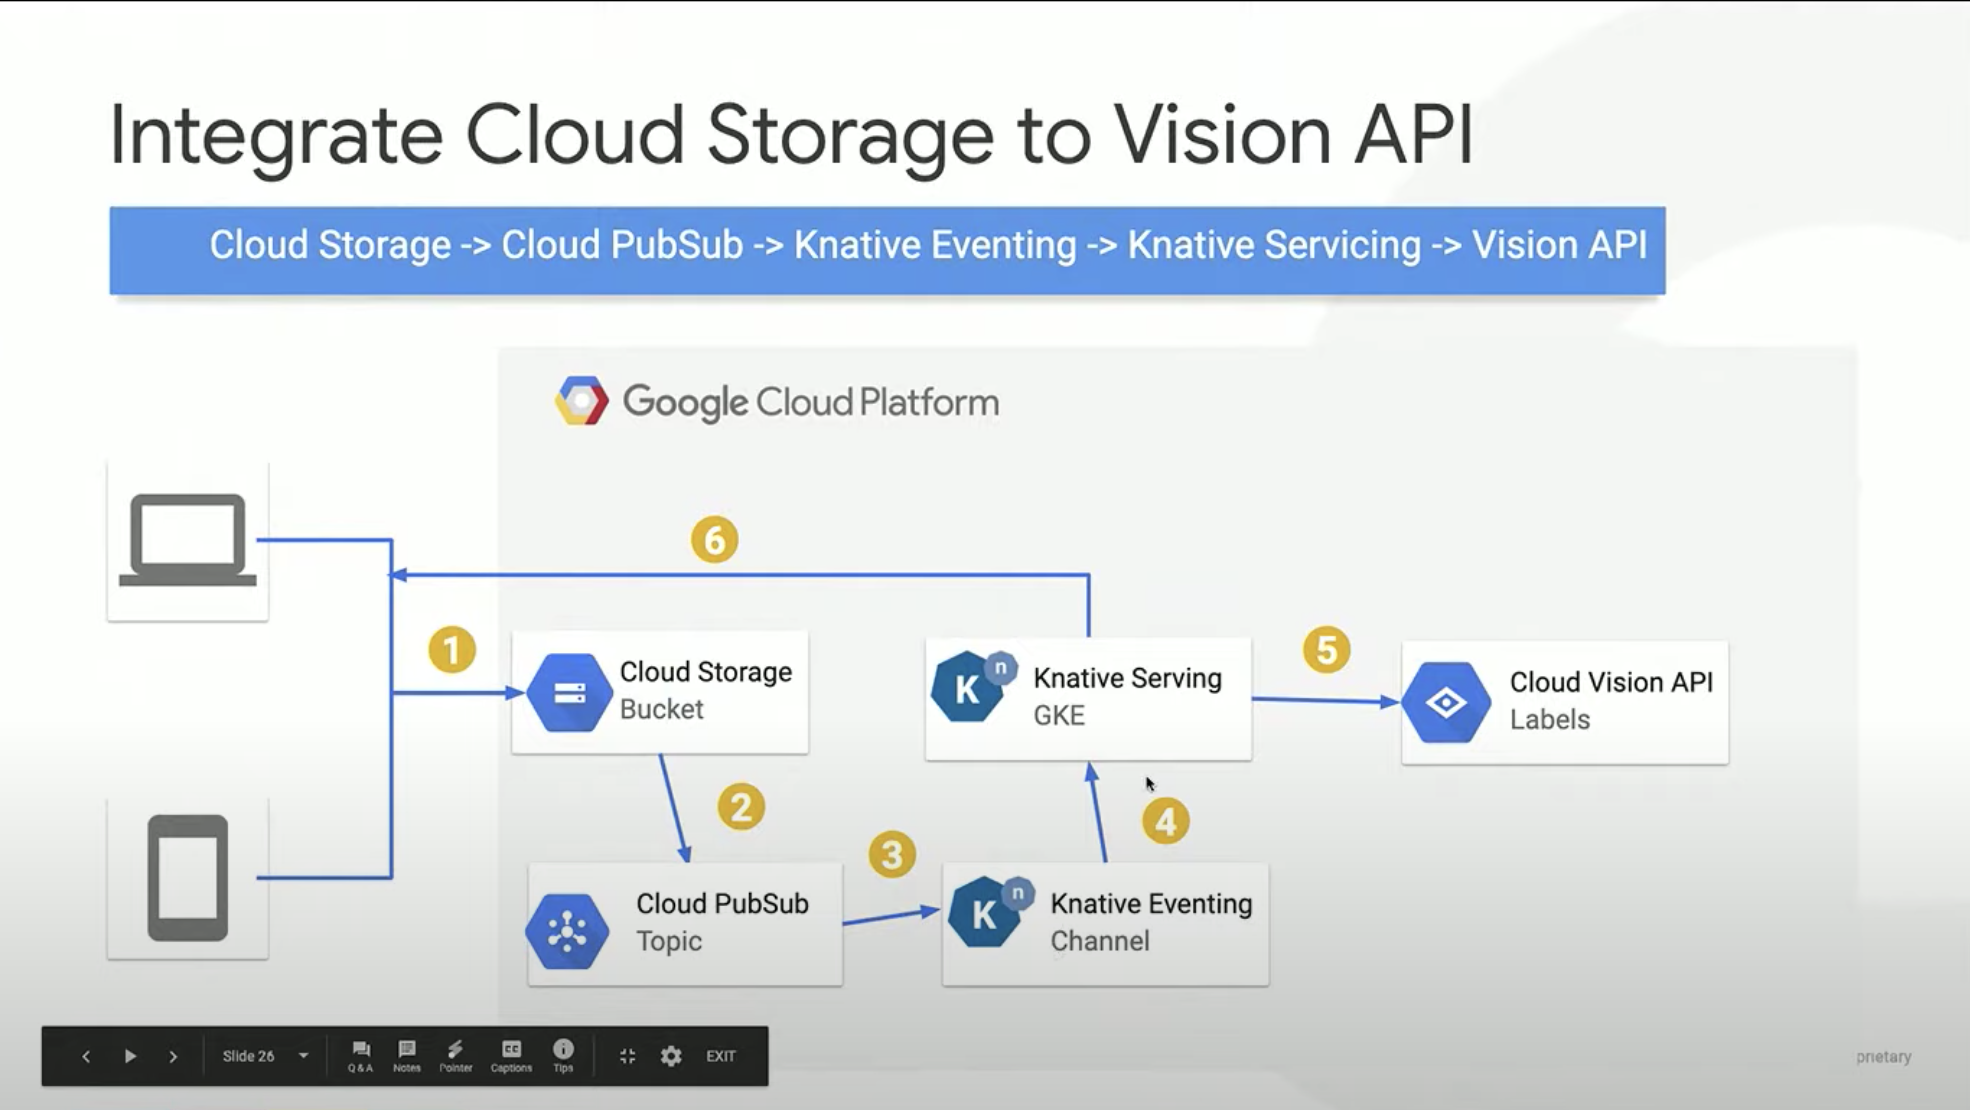 Integrate Cloud Storage to Vision API
Cloud Storage -> Cloud PubSub -> Knative Eventing -> Knative Servicing -> Vision API
Google Cloud Platform
6
1
Cloud Storage
Bucket
K n
Knative Serving
GKE
5
Cloud Vision API
Labels
2
3
4
Cloud PubSub
Topic
K n
Knative Eventing
Channel
Slide 26
Q & A
Notes
Pointer
CC
Captions
Tips
EXIT
prietary